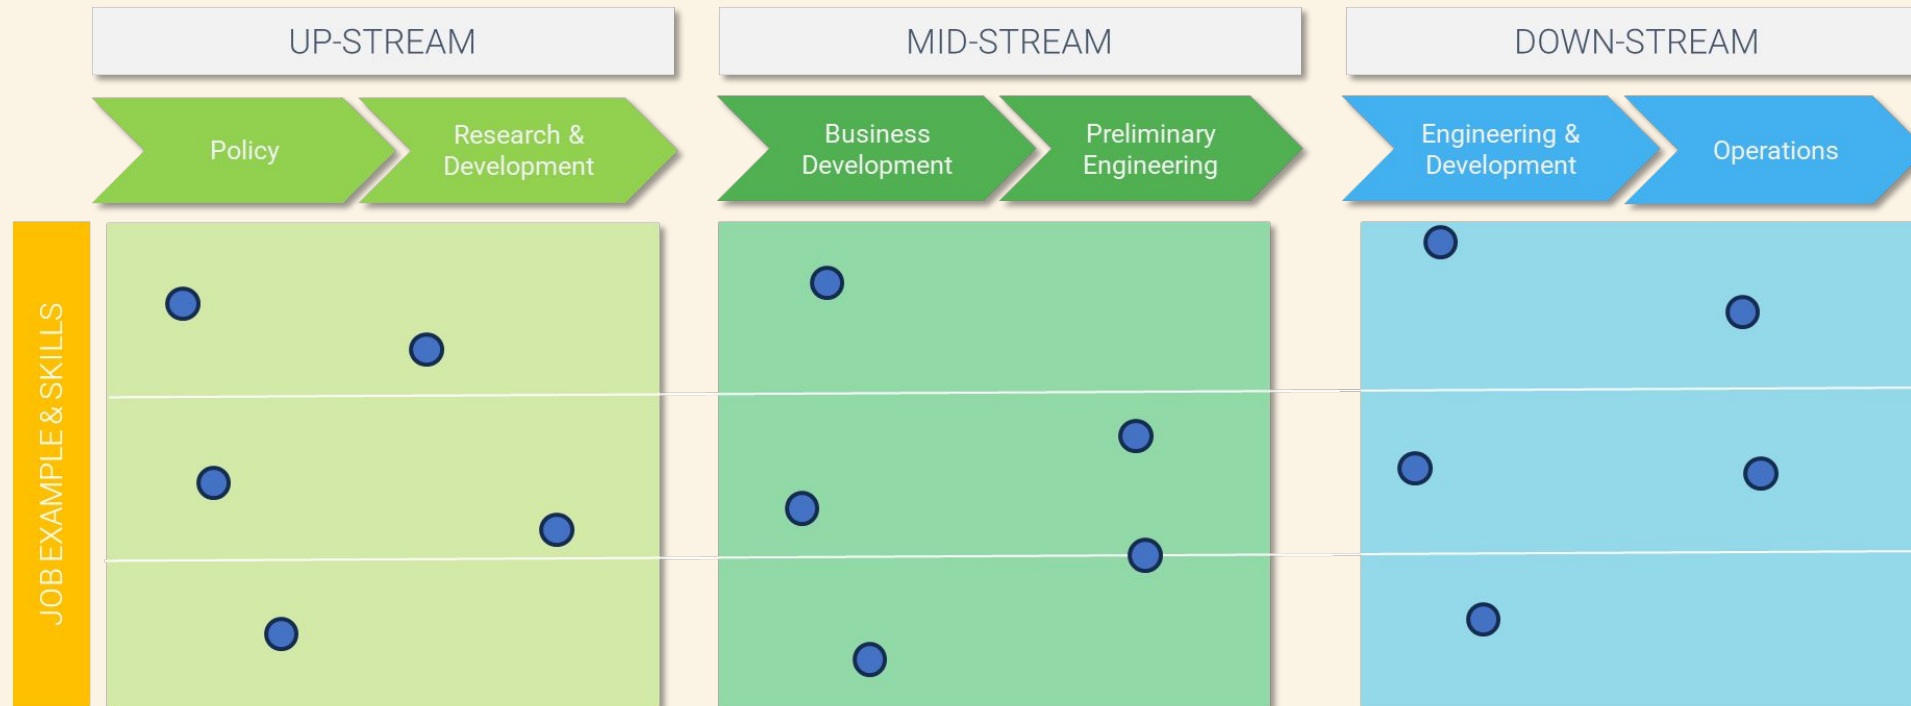 UP-STREAM
MID-STREAM
DOWN-STREAM
Policy
Research &
Development
Business
Development
Preliminary
Engineering
Engineering &
Development
Operations
JOB EXAMPLE & SKILLS